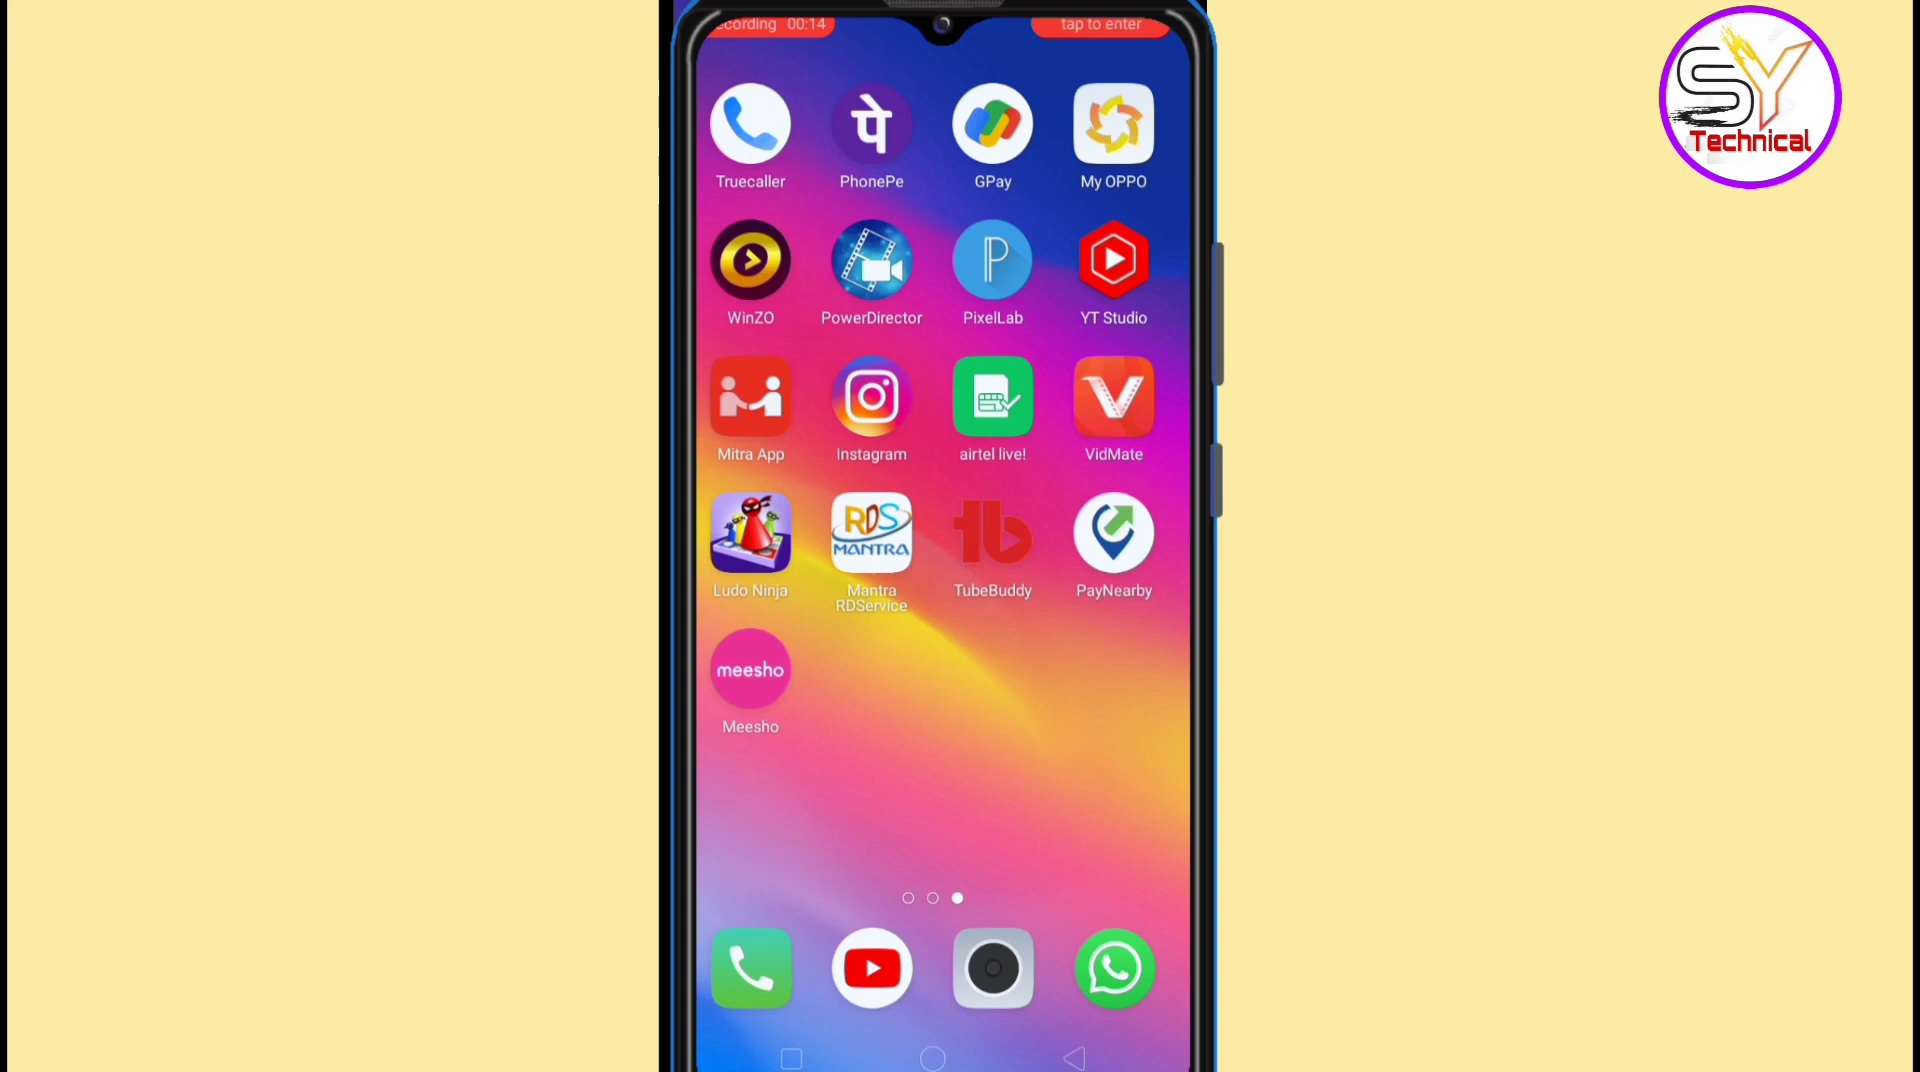 ecording 00:14
tap to enter
SY
Technical
पे
Truecaller
PhonePe
GPay
My OPPO
P
WinZO
PowerDirector
PixelLab
YT Studio
Mitra App
Instagram
airtel live!
VidMate
RDS
MANTRA
tb
Ludo Ninja
Mantra
RDService
TubeBuddy
PayNearby
meesho
Meesho